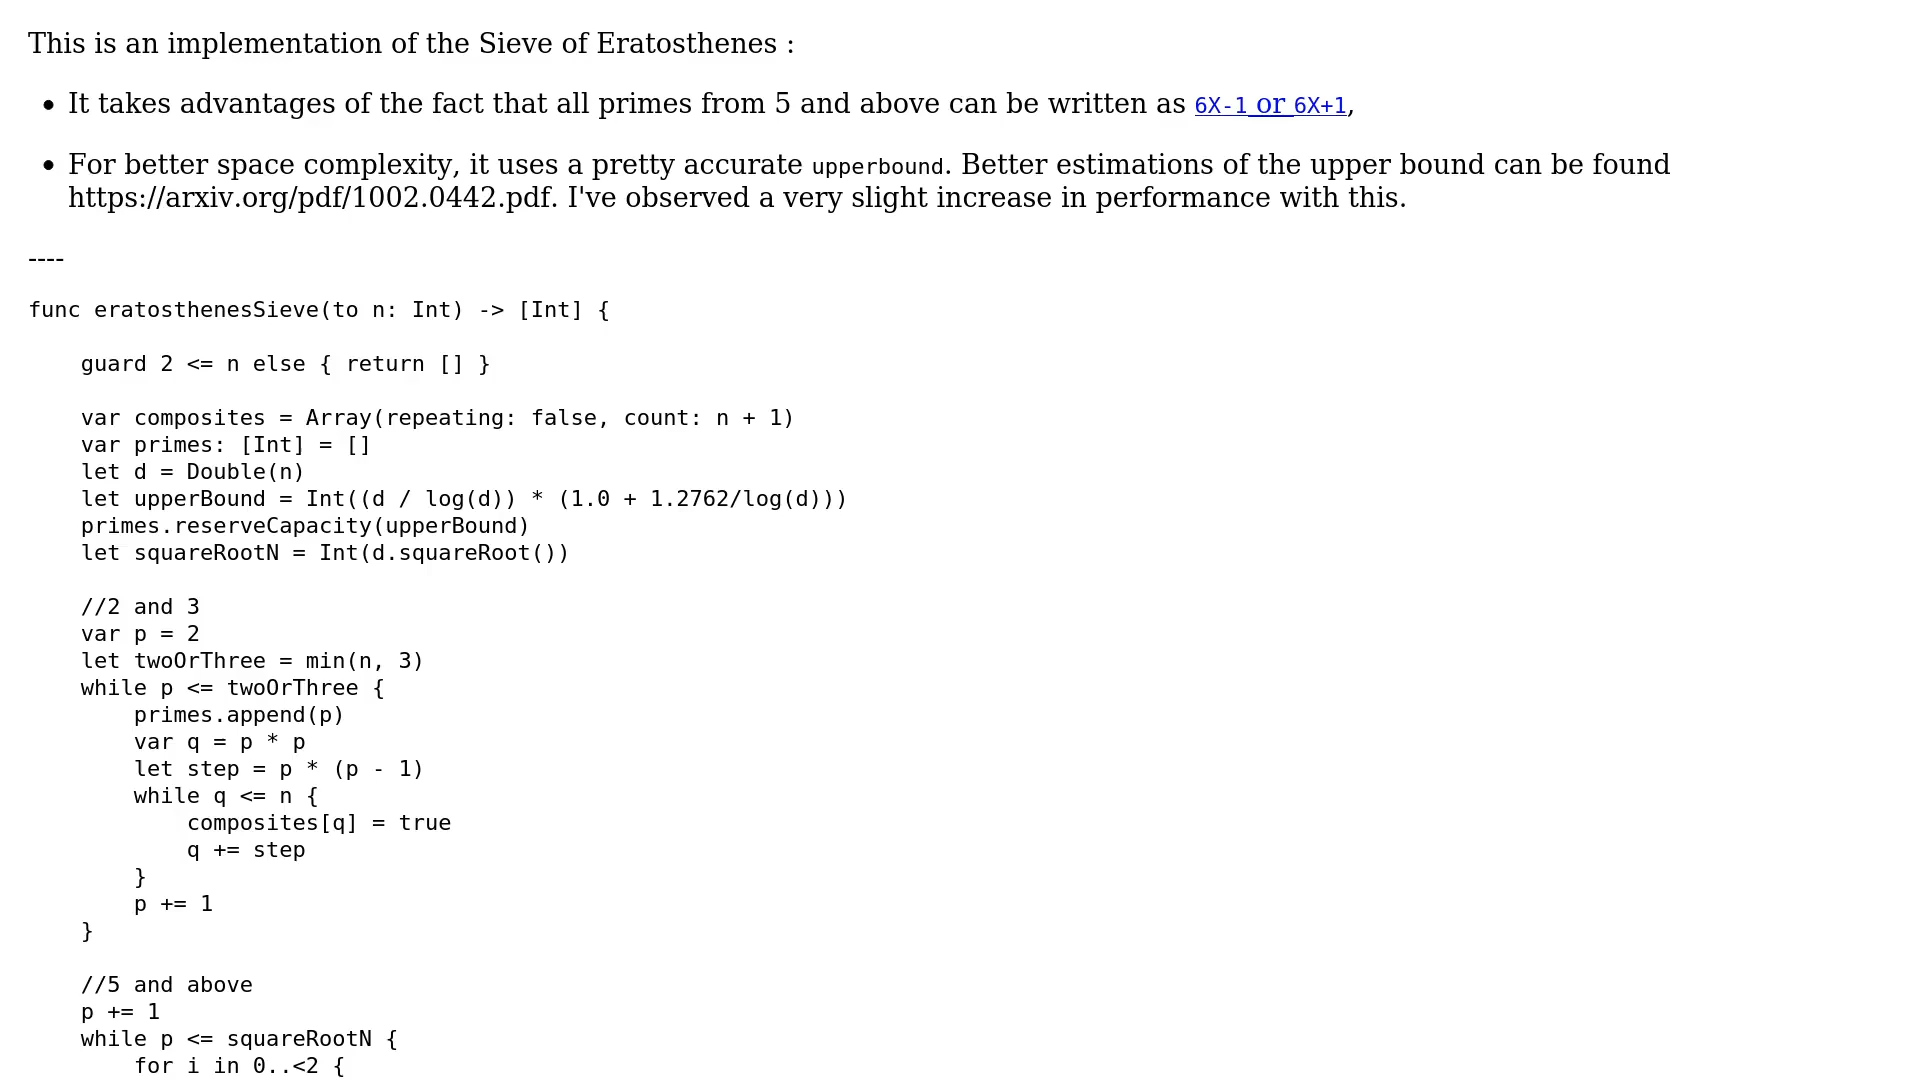 This is an implementation of the Sieve of Eratosthenes :
• It takes advantages of the fact that all primes from 5 and above can be written as 6X-1 or 6X+1,
• For better space complexity, it uses a pretty accurate upperbound. Better estimations of the upper bound can be found
https://arxiv.org/pdf/1002.0442.pdf. I've observed a very slight increase in performance with this.
----
func eratosthenesSieve(to n: Int) -> [Int] {

    guard 2 <= n else { return [] }

    var composites = Array(repeating: false, count: n + 1)
    var primes: [Int] = []
    let d = Double(n)
    let upperBound = Int((d / log(d)) * (1.0 + 1.2762/log(d)))
    primes.reserveCapacity(upperBound)
    let squareRootN = Int(d.squareRoot())

    //2 and 3
    var p = 2
    let twoOrThree = min(n, 3)
    while p <= twoOrThree {
        primes.append(p)
        var q = p * p
        let step = p * (p - 1)
        while q <= n {
            composites[q] = true
            q += step
        }
        p += 1
    }

    //5 and above
    p += 1
    while p <= squareRootN {
        for i in 0..<2 {